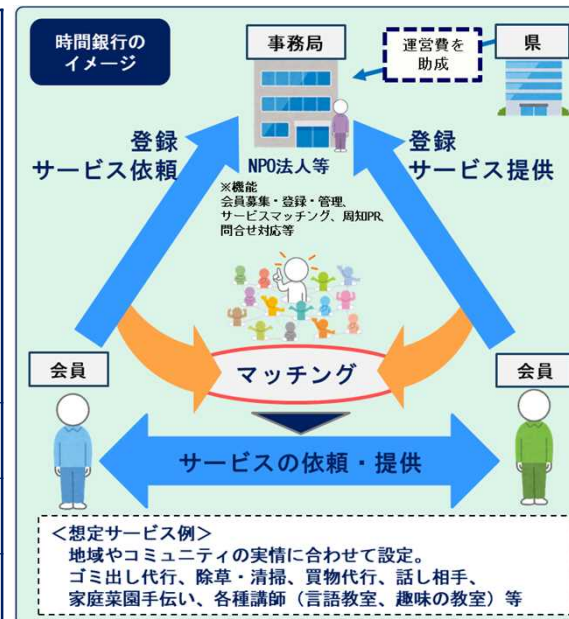 時間銀行の
イメージ
事務局
運営費を
助成
県
登録
サービス依頼
登録
サービス提供
NPO法人等
※機能
会員募集・登録・管理、
サービスマッチング、周知PR、
問合せ対応等
会員
マッチング
会員
サービスの依頼・提供
＜想定サービス例＞
地域やコミュニティの実情に合わせて設定。
ゴミ出し代行、除草・清掃、買物代行、話し相手、
家庭菜園手伝い、各種講師（言語教室、趣味の教室）等